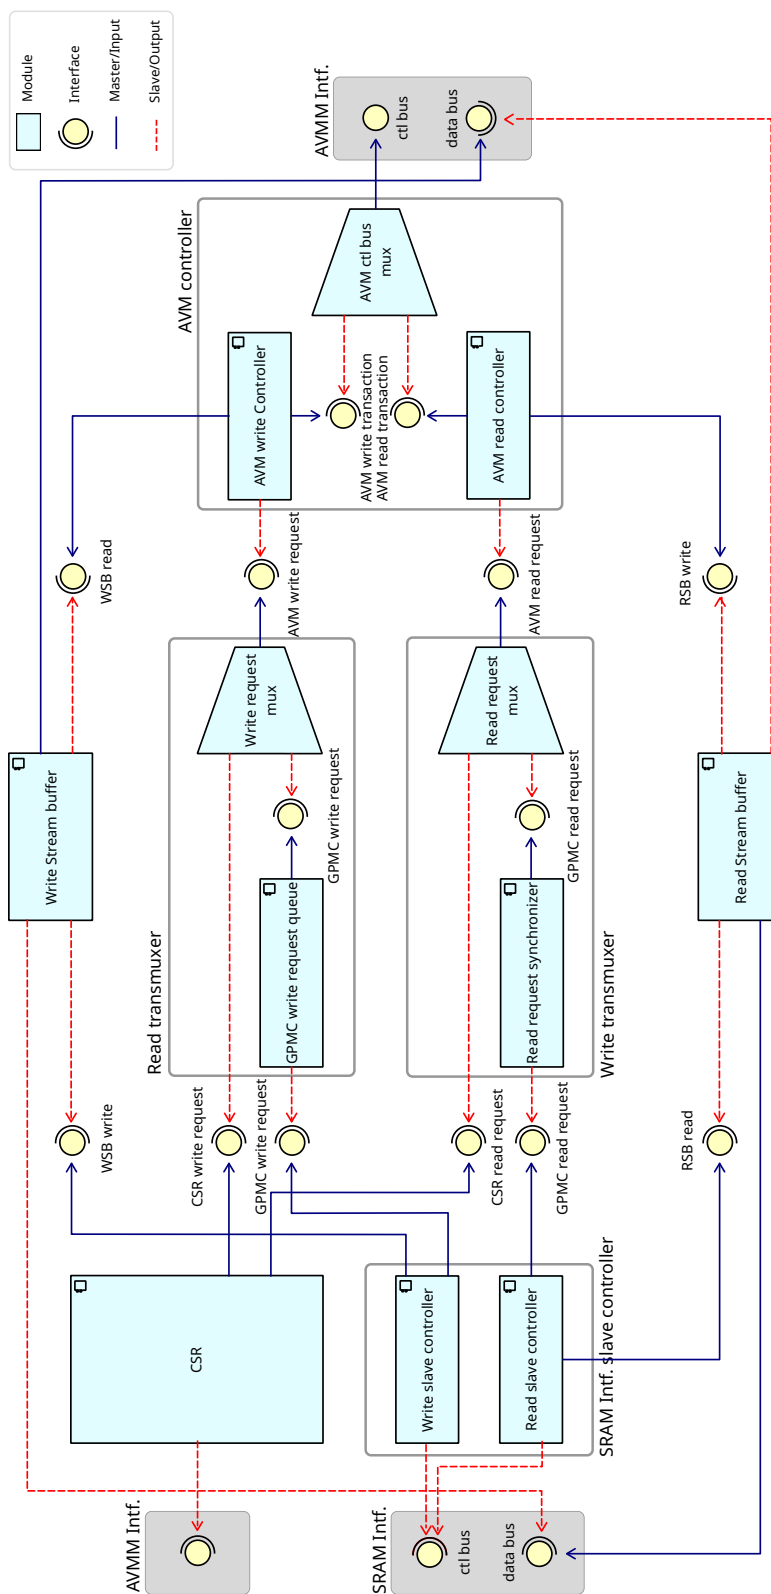 Module
Interface
Master/Input
Slave/Output
AVMM Intf.
ctl bus
data bus
AVM controller
AVM ctl bus
mux
AVM write Controller
AVM read controller
AVM write transaction
AVM read transaction
WSB read
AVM write request
AVM read request
RSB write
Write Stream buffer
Write request
mux
GPMC write request
GPMC write request queue
Read transmuxer
Read request
mux
GPMC read request
Read request synchronizer
Write transmuxer
Read Stream buffer
WSB write
CSR write request
GPMC write request
CSR read request
GPMC read request
RSB read
CSR
Write slave controller
Read slave controller
SRAM Intf. slave controller
AVMM Intf.
SRAM Intf.
ctl bus
data bus